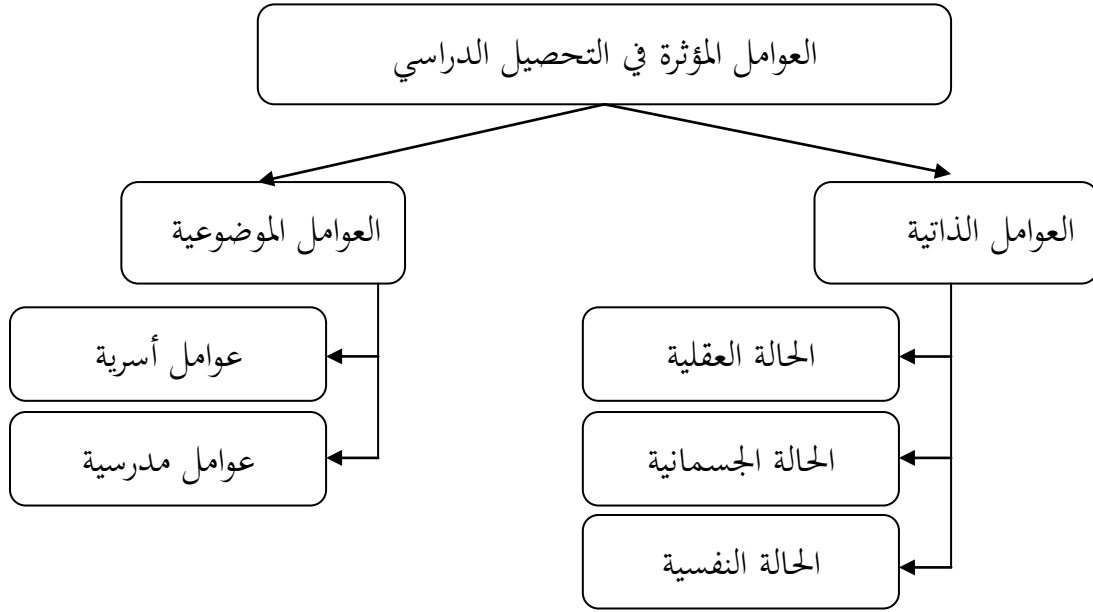 العوامل المؤثرة في التحصيل الدراسي
العوامل الذاتية
العوامل الموضوعية
الحالة العقلية
عوامل أسرية
الحالة الجسمانية
عوامل مدرسية
الحالة النفسية